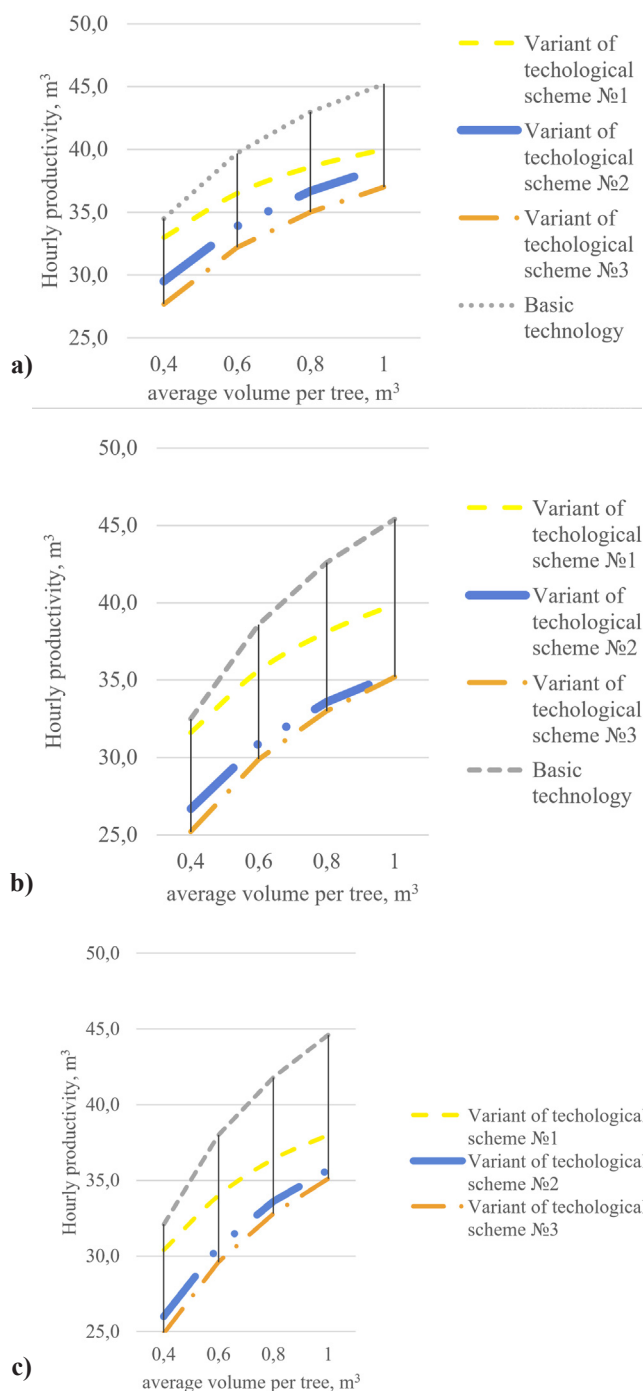 50,0
45,0
40,0
35,0
30,0
25,0
Hourly productivity, m³
0,4 0,6 0,8 1
average volume per tree, m³
Variant of
techological
scheme №1
Variant of
techological
scheme №2
Variant of
techological
scheme №3
Basic
technology
a)
50,0
45,0
40,0
35,0
30,0
25,0
Hourly productivity, m³
0,4 0,6 0,8 1
average volume per tree, m³
Variant of
techological
scheme №1
Variant of
techological
scheme №2
Variant of
techological
scheme №3
Basic
technology
b)
50,0
45,0
40,0
35,0
30,0
25,0
Hourly productivity, m³
0,4 0,6 0,8 1
average volume per tree, m³
Variant of techological
scheme №1
Variant of techological
scheme №2
Variant of techological
scheme №3
c)